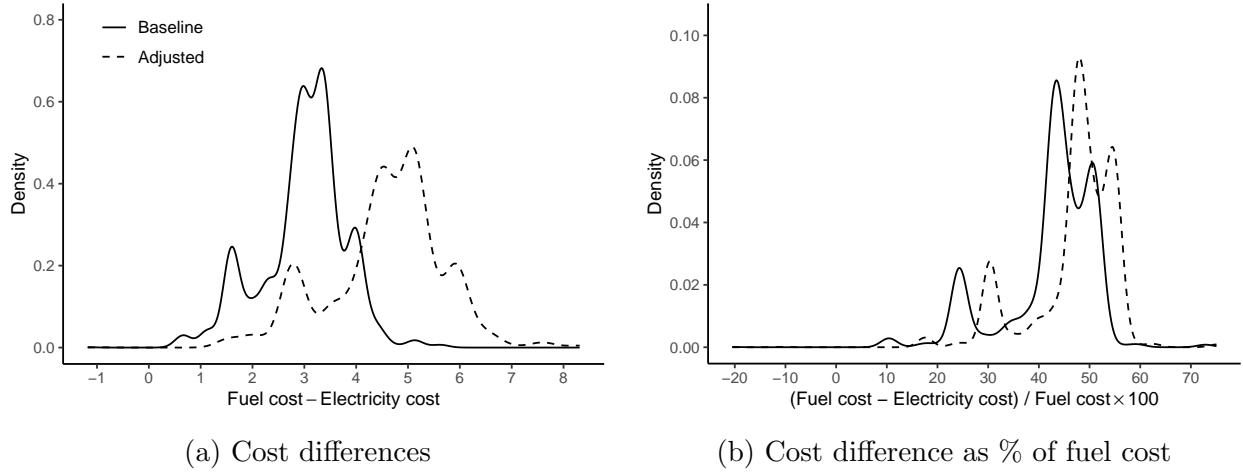 0.8
0.6
0.4
0.2
0.0
Density
Baseline
Adjusted
−1 0 1 2 3 4 5 6 7 8
Fuel cost − Electricity cost
(a) Cost differences
0.10
0.08
0.06
0.04
0.02
0.00
Density
−20 −10 0 10 20 30 40 50 60 70
(Fuel cost − Electricity cost) / Fuel cost × 100
(b) Cost difference as % of fuel cost